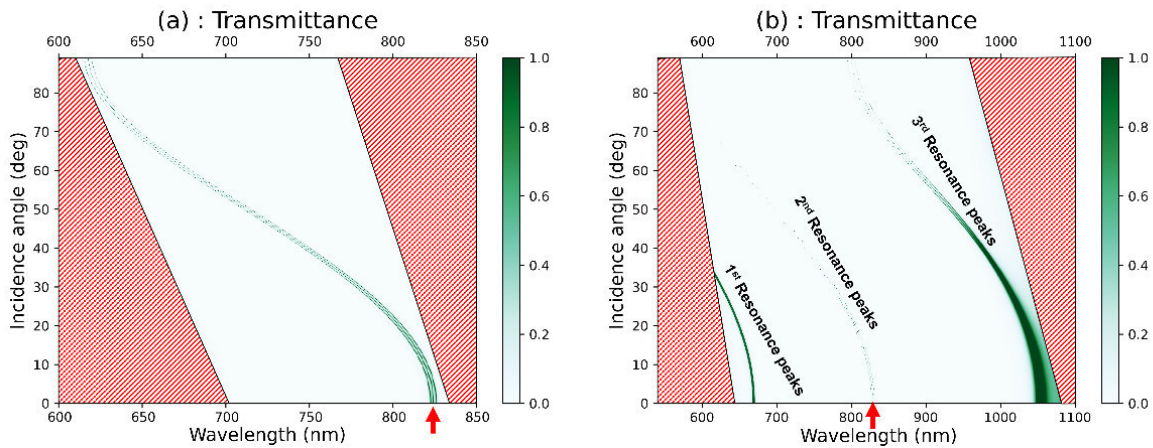 (a) : Transmittance
600 650 700 750 800 850
Incidence angle (deg)
80
70
60
50
40
30
20
10
0
600 650 700 750 800 850
Wavelength (nm)
1.0
0.8
0.6
0.4
0.2
0.0
(b) : Transmittance
600 700 800 900 1000 1100
Incidence angle (deg)
80
70
60
50
40
30
20
10
0
1st Resonance peaks
2nd Resonance peaks
3rd Resonance peaks
600 700 800 900 1000 1100
Wavelength (nm)
1.0
0.8
0.6
0.4
0.2
0.0